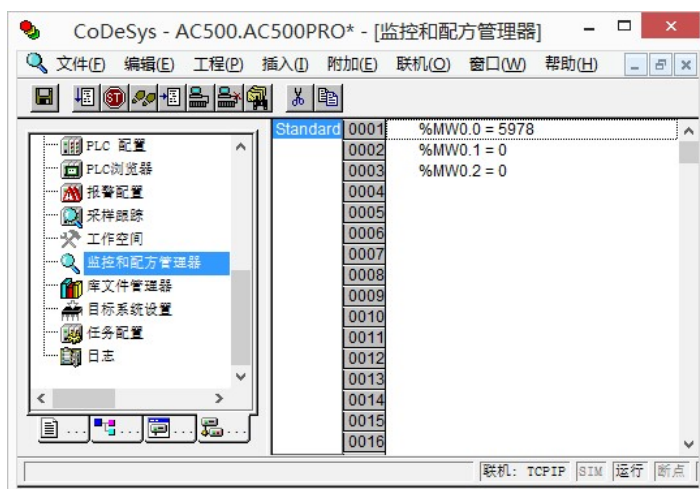 CoDeSys - AC500.AC500PRO* - [监控和配方管理器]
文件(F) 编辑(E) 工程(P) 插入(I) 附加(E) 联机(O) 窗口(W) 帮助(H)
PLC 配置
PLC浏览器
报警配置
采样跟踪
工作空间
监控和配方管理器
库文件管理器
目标系统设置
任务配置
日志
Standard
0001 %MW0.0 = 5978
0002 %MW0.1 = 0
0003 %MW0.2 = 0
0004
0005
0006
0007
0008
0009
0010
0011
0012
0013
0014
0015
0016
联机: TCPIP SIM 运行 断点